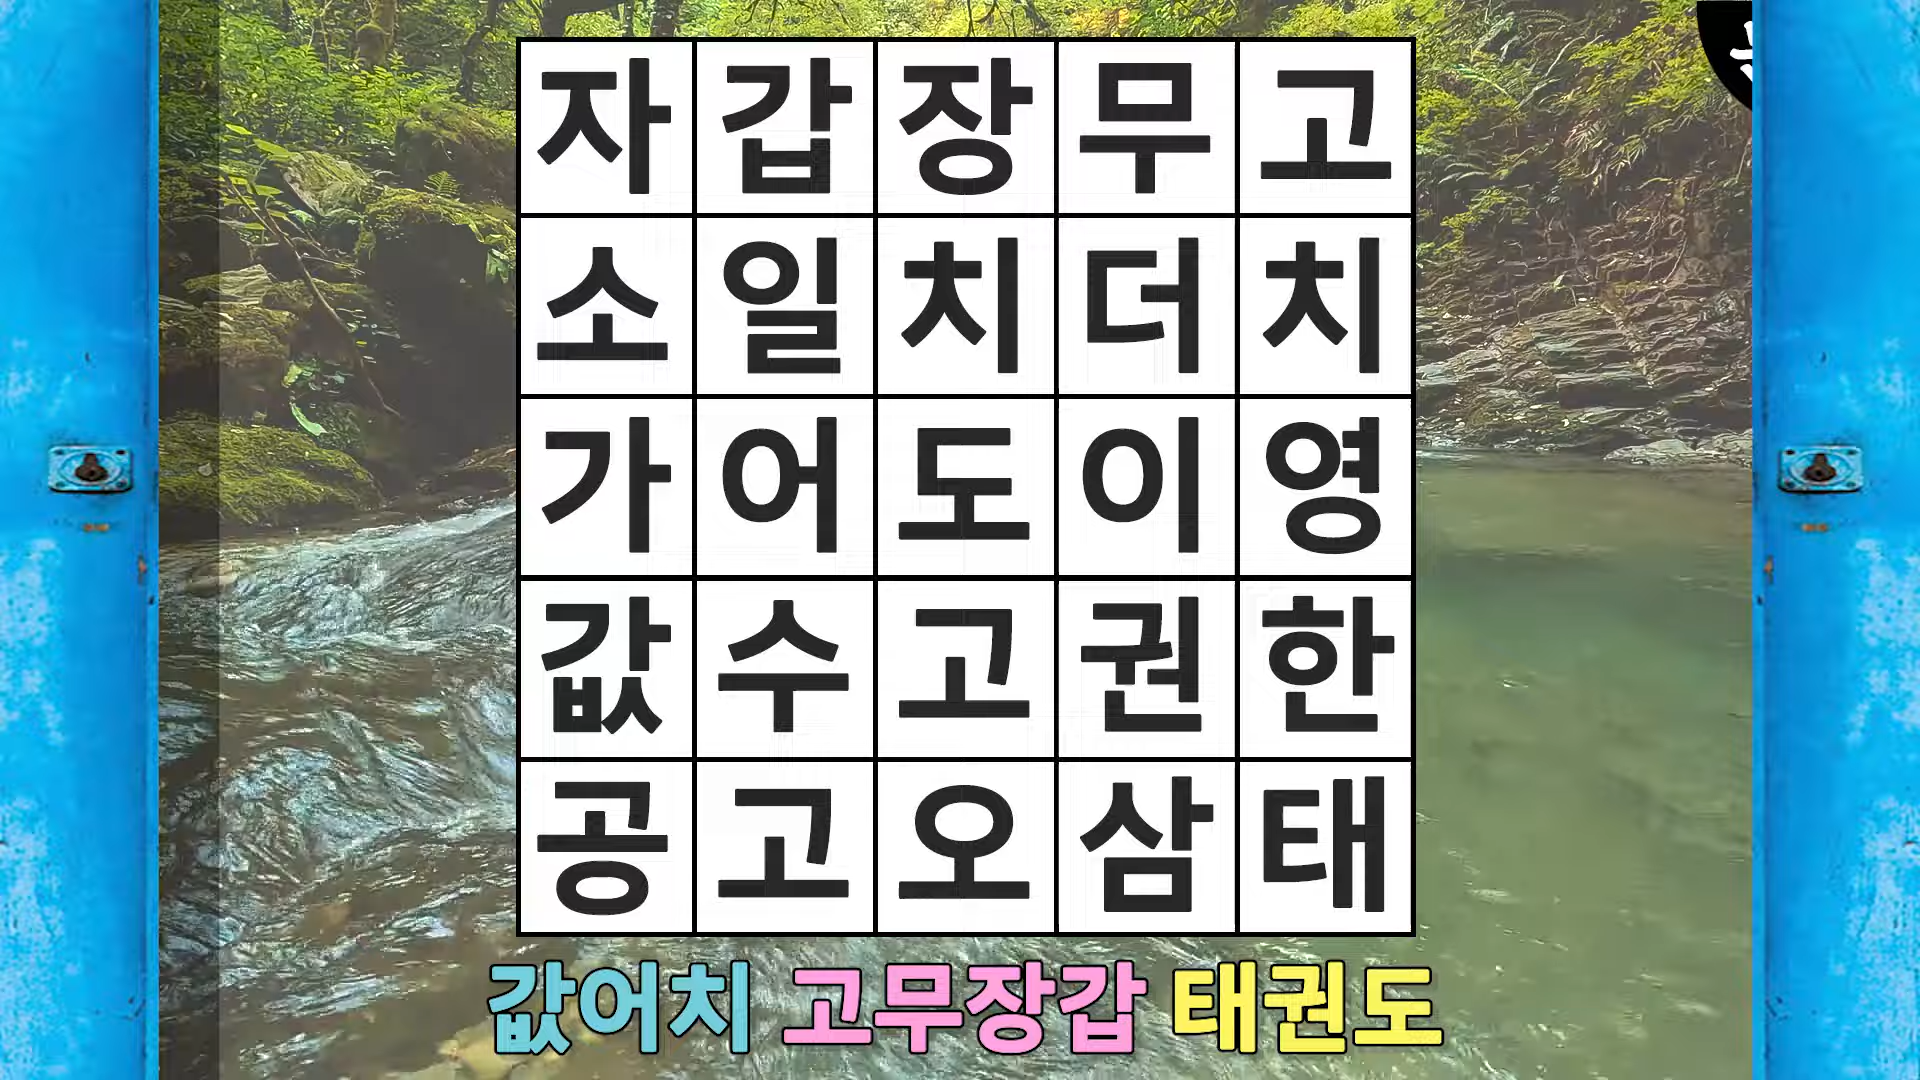 자 갑 장 무 고
소 일 치 더 치
가 어 도 이 영
값 수 고 권 한
공 고 오 삼 태
값어치 고무장갑 태권도